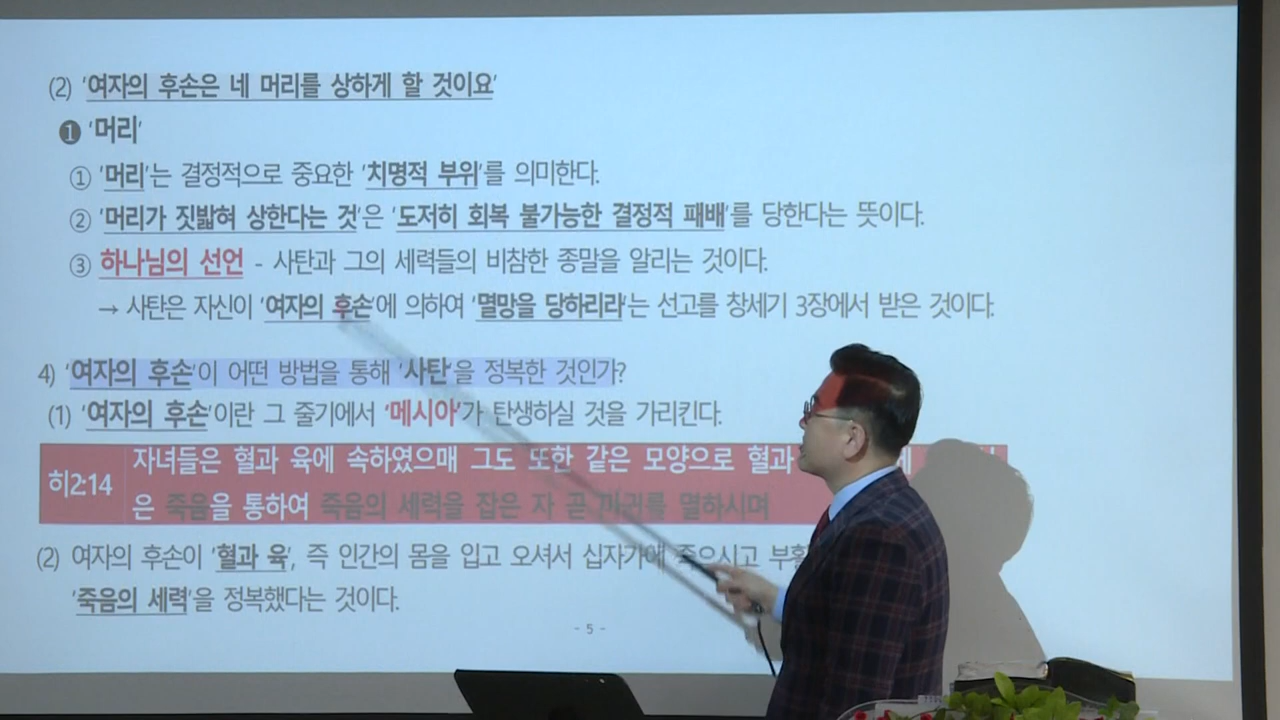 (2) '여자의 후손은 네 머리를 상하게 할 것이요'
❶ '머리'
① '머리'는 결정적으로 중요한 '치명적 부위'를 의미한다.
② '머리가 짓밟혀 상한다는 것'은 '도저히 회복 불가능한 결정적 패배'를 당한다는 뜻이다.
③ 하나님의 선언 - 사탄과 그의 세력들의 비참한 종말을 알리는 것이다.
→ 사탄은 자신이 '여자의 후손'에 의하여 '멸망을 당하리라'는 선고를 창세기 3장에서 받은 것이다.
4) '여자의 후손'이 어떤 방법을 통해 '사탄'을 정복한 것인가?
(1) '여자의 후손'이란 그 줄기에서 '메시아'가 탄생하실 것을 가리킨다.
히2:14
자녀들은 혈과 육에 속하였으매 그도 또한 같은 모양으로 혈과
은 죽음을 통하여 죽음의 세력을 잡은 자 곧 마귀를 멸하시며
(2) 여자의 후손이 '혈과 육', 즉 인간의 몸을 입고 오셔서 십자가에 죽으시고
'죽음의 세력'을 정복했다는 것이다.
- 5 -